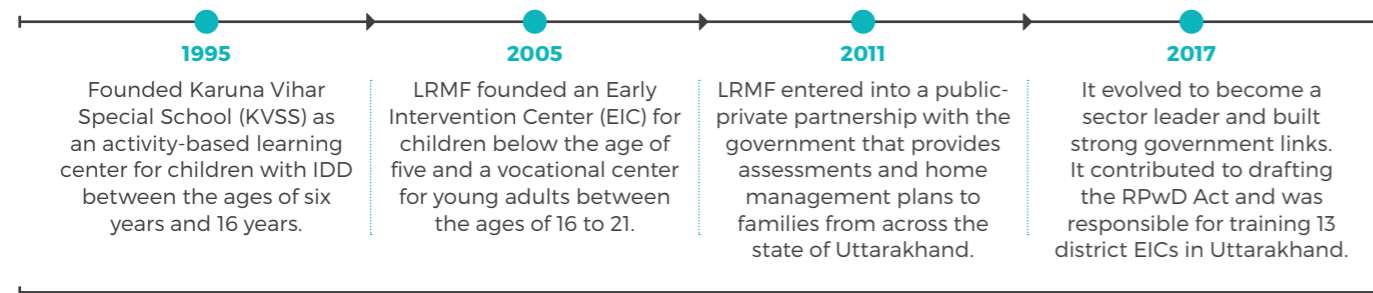 1995
Founded Karuna Vihar
Special School (KVSS) as
an activity-based learning
center for children with IDD
between the ages of six
years and 16 years.
2005
LRMF founded an Early
Intervention Center (EIC) for
children below the age of
five and a vocational center
for young adults between
the ages of 16 to 21.
2011
LRMF entered into a public-
private partnership with the
government that provides
assessments and home
management plans to
families from across the
state of Uttarakhand.
2017
It evolved to become a
sector leader and built
strong government links.
It contributed to drafting
the RPwD Act and was
responsible for training 13
district EICs in Uttarakhand.